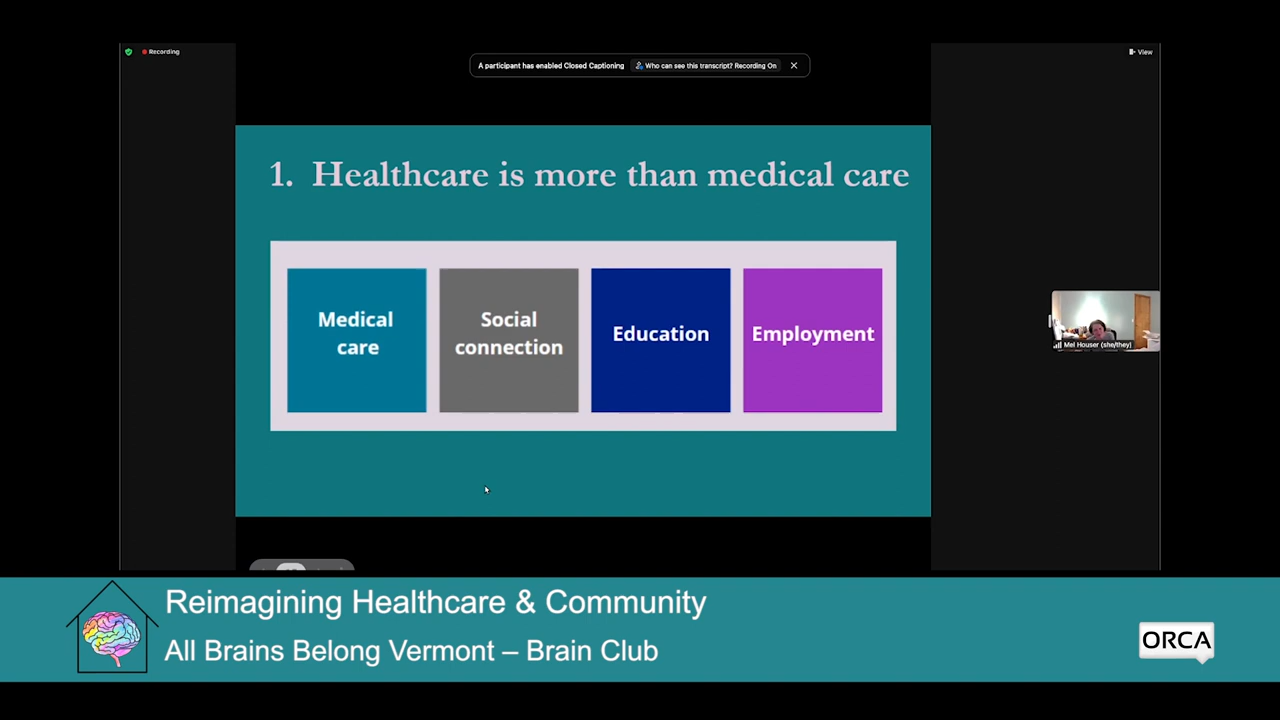 Recording
View
A participant has enabled Closed Captioning
Who can see this transcript? Recording On
1. Healthcare is more than medical care
Medical
care
Social
connection
Education
Employment
Mel Houser (she/they)
Reimagining Healthcare & Community
All Brains Belong Vermont – Brain Club
ORCA